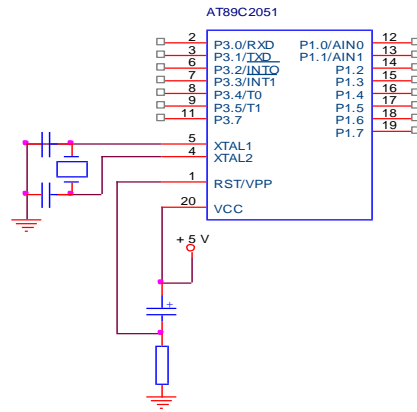 AT89C2051
2 P3.0/RXD P1.0/AIN0 12
3 P3.1/TXD P1.1/AIN1 13
6 P3.2/INTO P1.2 14
7 P3.3/INT1 P1.3 15
8 P3.4/T0 P1.4 16
9 P3.5/T1 P1.5 17
11 P3.7 P1.6 18
P1.7 19
5 XTAL1
4 XTAL2
1 RST/VPP
20 VCC
+ 5 V
+